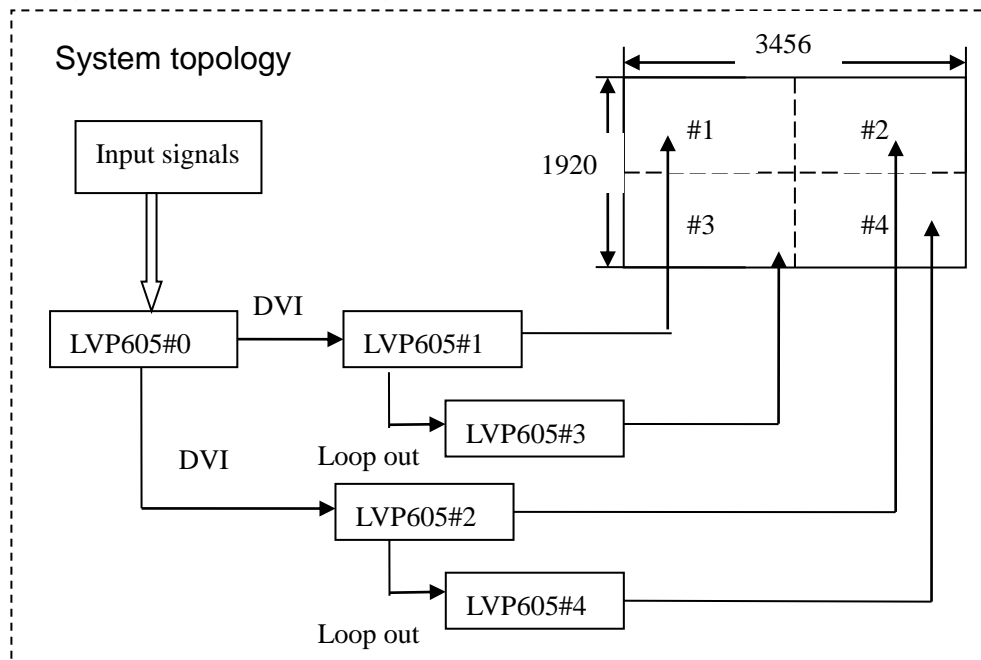 System topology
3456
Input signals
#1
#2
1920
#3
#4
DVI
LVP605#0
LVP605#1
LVP605#3
Loop out
DVI
LVP605#2
LVP605#4
Loop out